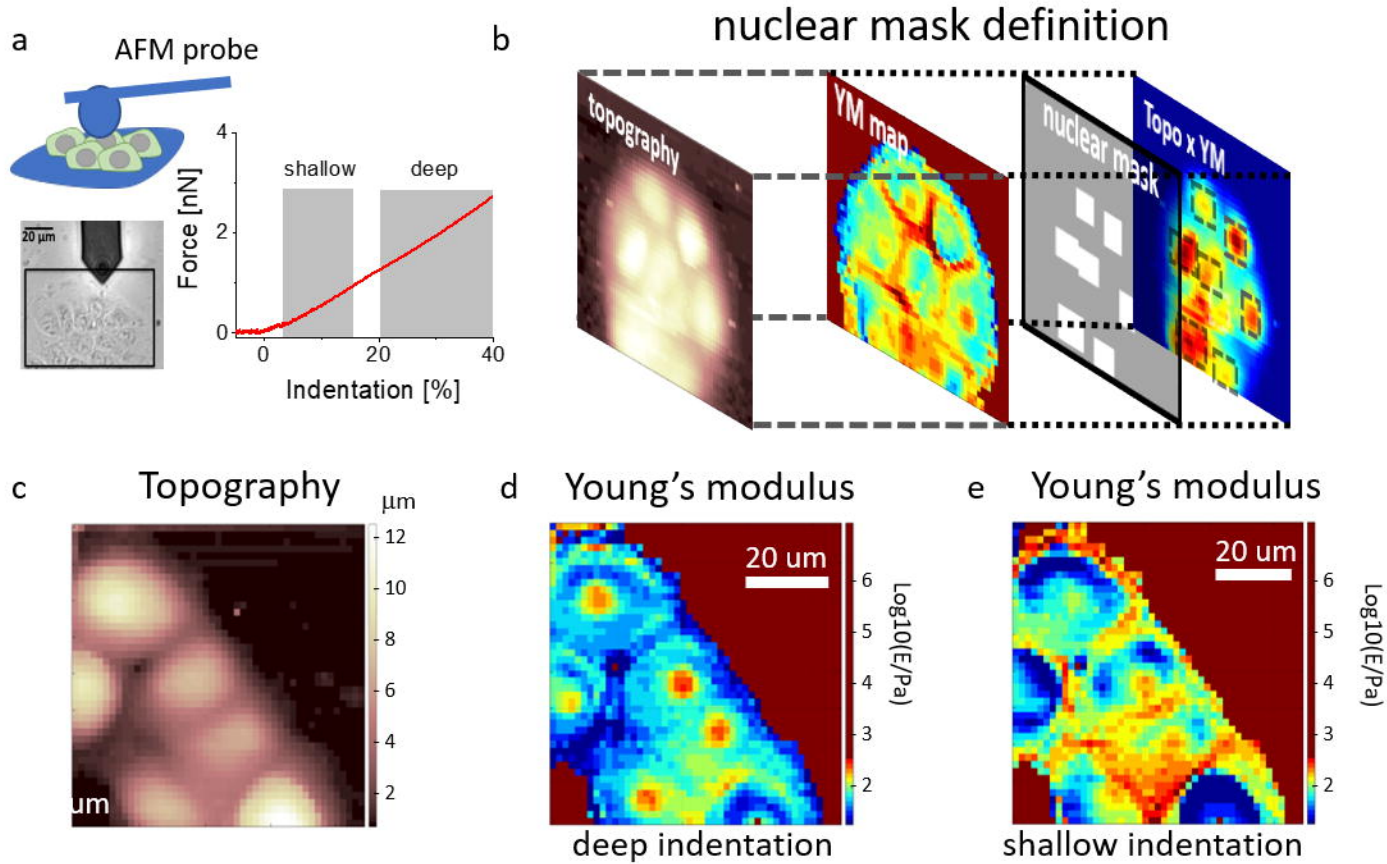 a
AFM probe
20 µm
4
2
0
Force [nN]
shallow
deep
0
20
40
Indentation [%]
b
nuclear mask definition
topography
YM map
nuclear mask
Topo x YM
c
Topography
µm
12
10
8
6
4
2
um
d
Young's modulus
20 um
6
5
4
3
2
Log10(E/Pa)
deep indentation
e
Young's modulus
20 um
6
5
4
3
2
Log10(E/Pa)
shallow indentation